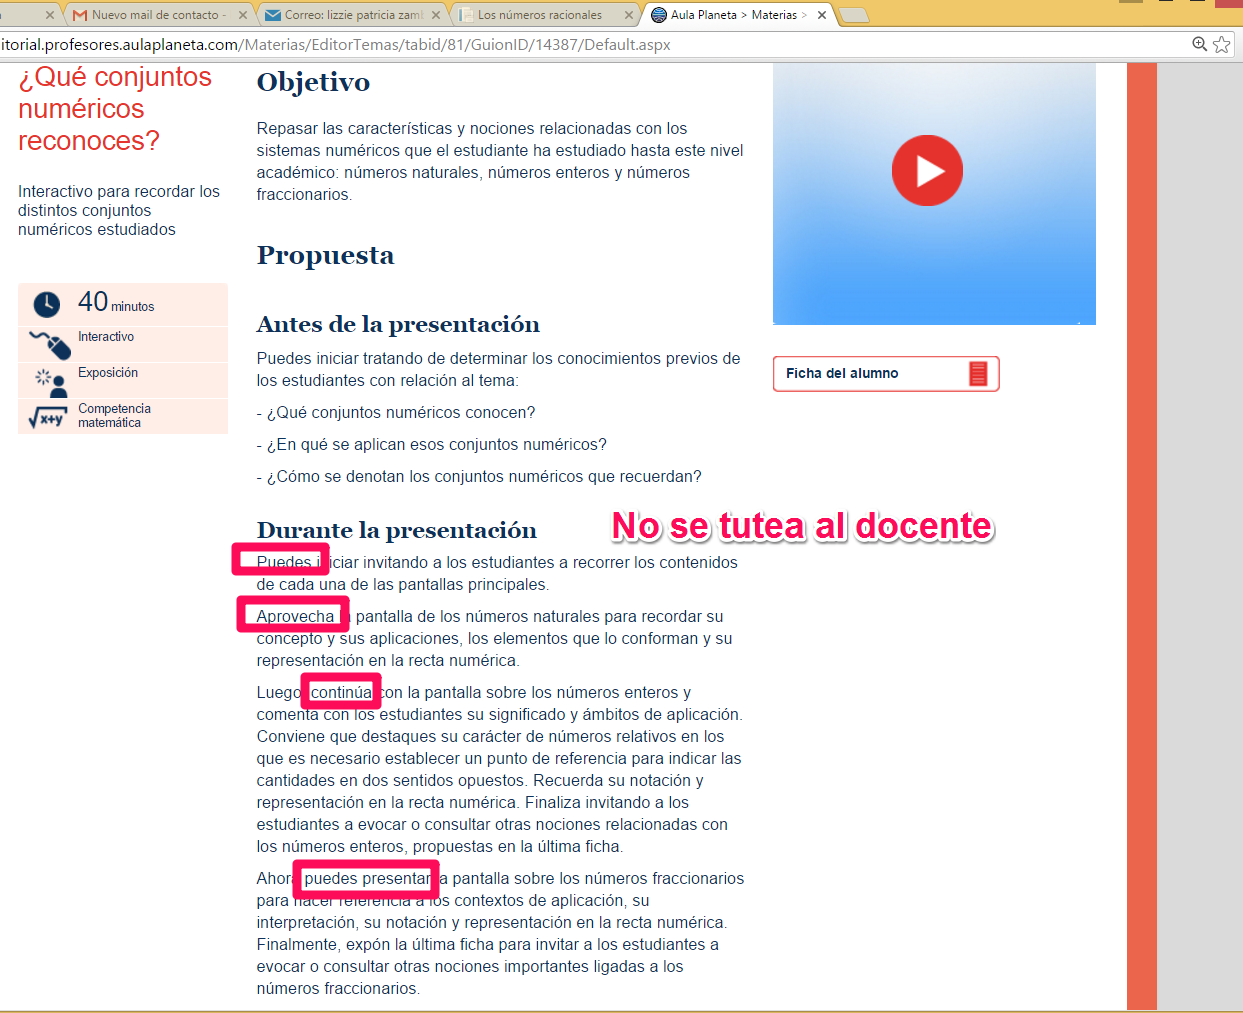 Nuevo mail de contacto -
Correo: lizzie patricia zamb
Los números racionales
Aula Planeta > Materias >
itorial.profesores.aulaplaneta.com/Materias/EditorTemas/tabid/81/GuionID/14387/Default.aspx
¿Qué conjuntos
numéricos
reconoces?
Interactivo para recordar los
distintos conjuntos
numéricos estudiados
40 minutos
Interactivo
Exposición
√x+y
Competencia
matemática
Objetivo
Repasar las características y nociones relacionadas con los
sistemas numéricos que el estudiante ha estudiado hasta este nivel
académico: números naturales, números enteros y números
fraccionarios.
Propuesta
Antes de la presentación
Puedes iniciar tratando de determinar los conocimientos previos de
los estudiantes con relación al tema:
- ¿Qué conjuntos numéricos conocen?
- ¿En qué se aplican esos conjuntos numéricos?
- ¿Cómo se denotan los conjuntos numéricos que recuerdan?
Durante la presentación
No se tutea al docente
Puedes iniciar invitando a los estudiantes a recorrer los contenidos
de cada una de las pantallas principales.
Aprovecha la pantalla de los números naturales para recordar su
concepto y sus aplicaciones, los elementos que lo conforman y su
representación en la recta numérica.
Luego continúa con la pantalla sobre los números enteros y
comenta con los estudiantes su significado y ámbitos de aplicación.
Conviene que destaques su carácter de números relativos en los
que es necesario establecer un punto de referencia para indicar las
cantidades en dos sentidos opuestos. Recuerda su notación y
representación en la recta numérica. Finaliza invitando a los
estudiantes a evocar o consultar otras nociones relacionadas con
los números enteros, propuestas en la última ficha.
Ahora puedes presentar la pantalla sobre los números fraccionarios
para hacer referencia a los contextos de aplicación, su
interpretación, su notación y representación en la recta numérica.
Finalmente, expón la última ficha para invitar a los estudiantes a
evocar o consultar otras nociones importantes ligadas a los
números fraccionarios.
Ficha del alumno